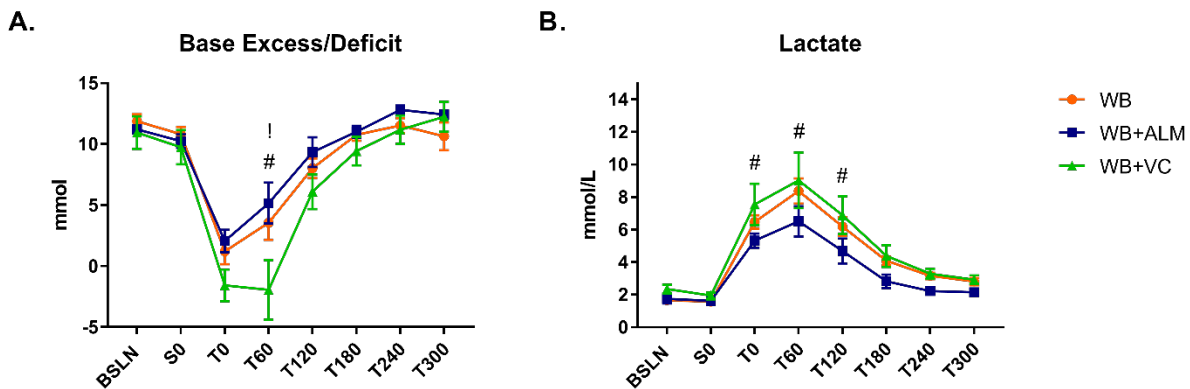 A.
Base Excess/Deficit
15
10
5
0
-5
mmol
!
#
BSLN
S0
T0
T60
T120
T180
T240
T300
B.
Lactate
14
12
10
8
6
4
2
0
mmol/L
#
#
#
BSLN
S0
T0
T60
T120
T180
T240
T300
WB
WB+ALM
WB+VC